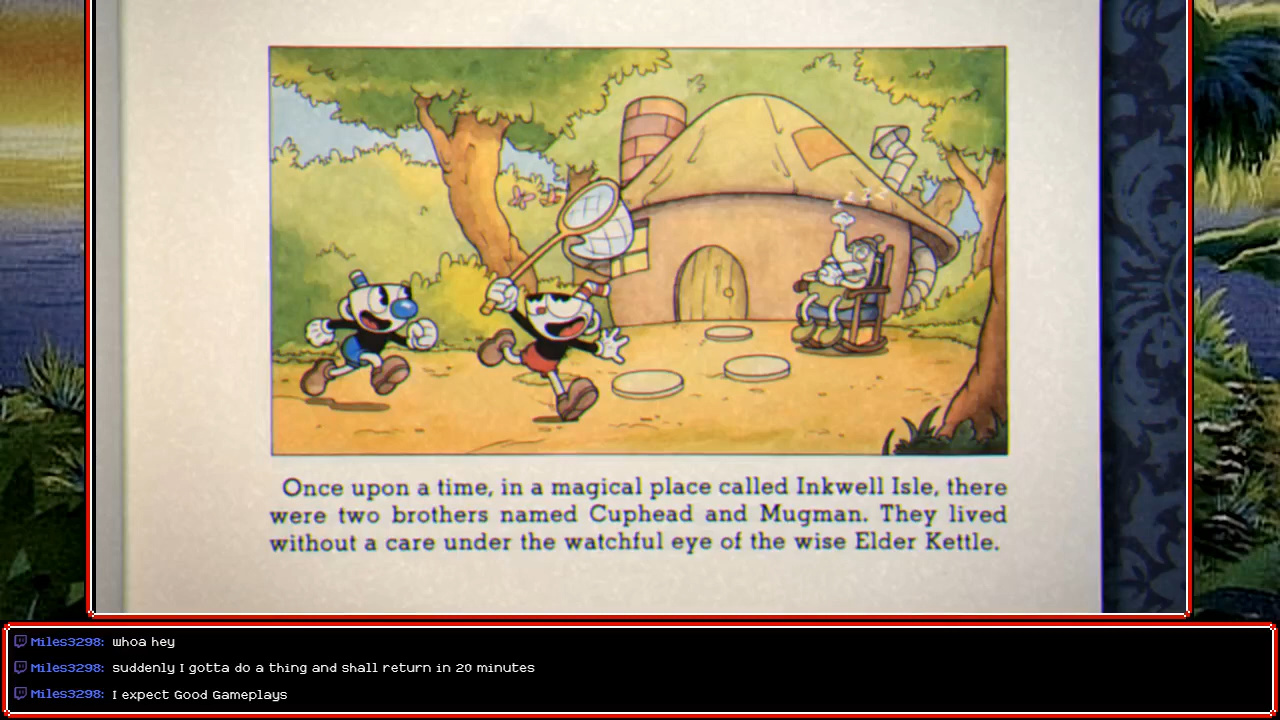 Once upon a time, in a magical place called Inkwell Isle, there
were two brothers named Cuphead and Mugman. They lived
without a care under the watchful eye of the wise Elder Kettle.
Miles3298: whoa hey
Miles3298: suddenly I gotta do a thing and shall return in 20 minutes
Miles3298: I expect Good Gameplays